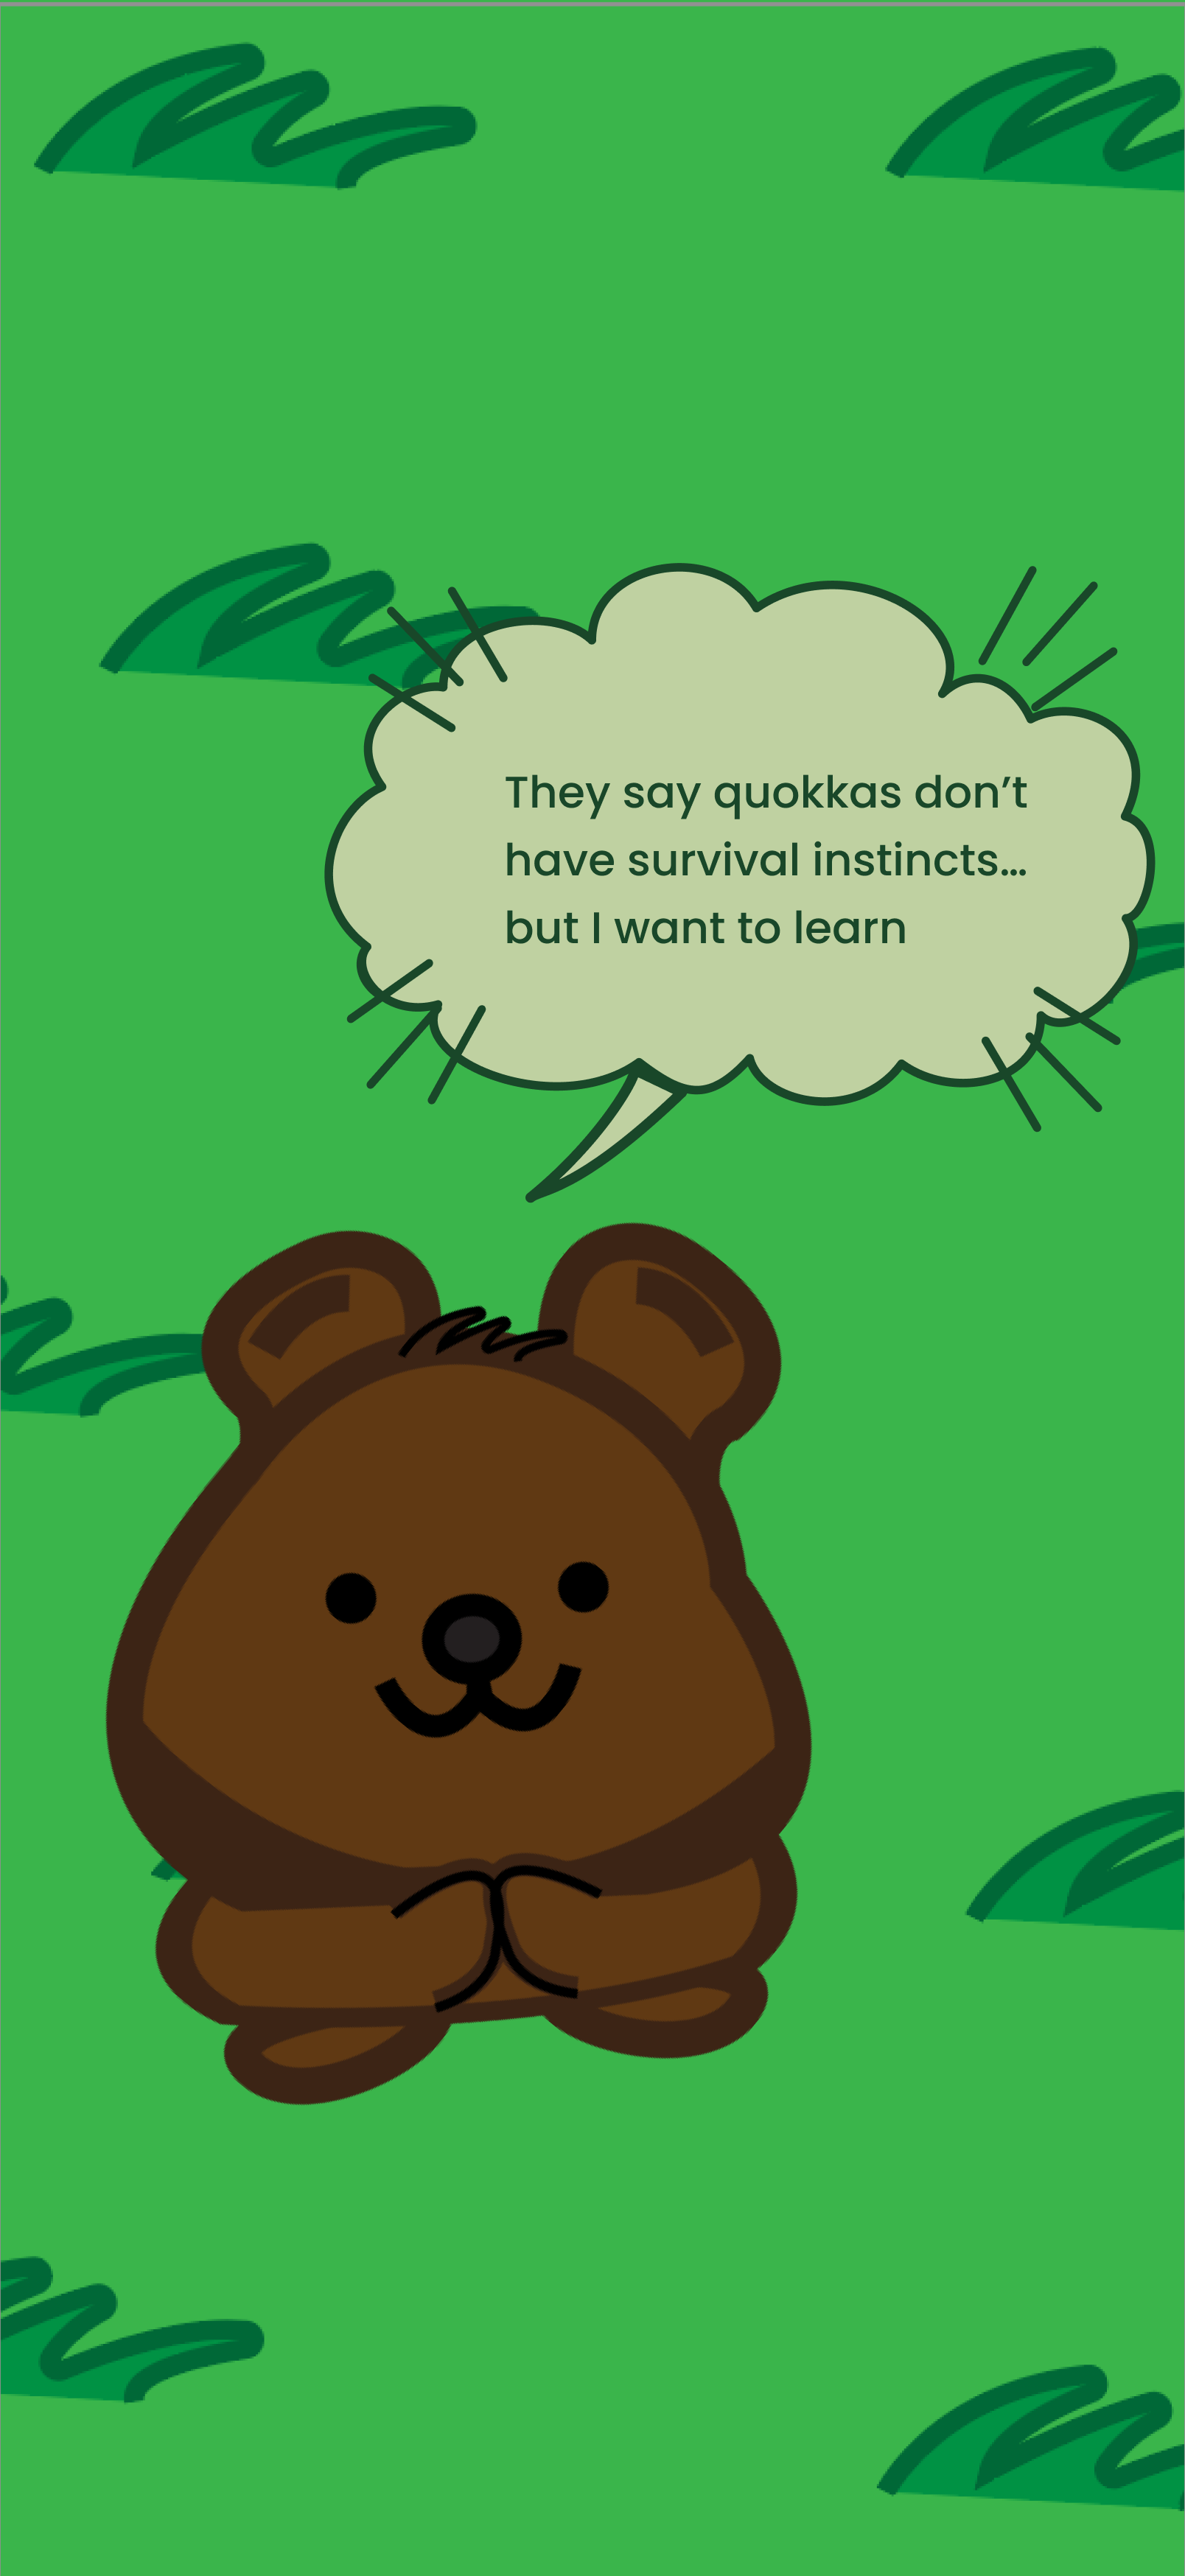 They say quokkas don’t
have survival instincts...
but I want to learn